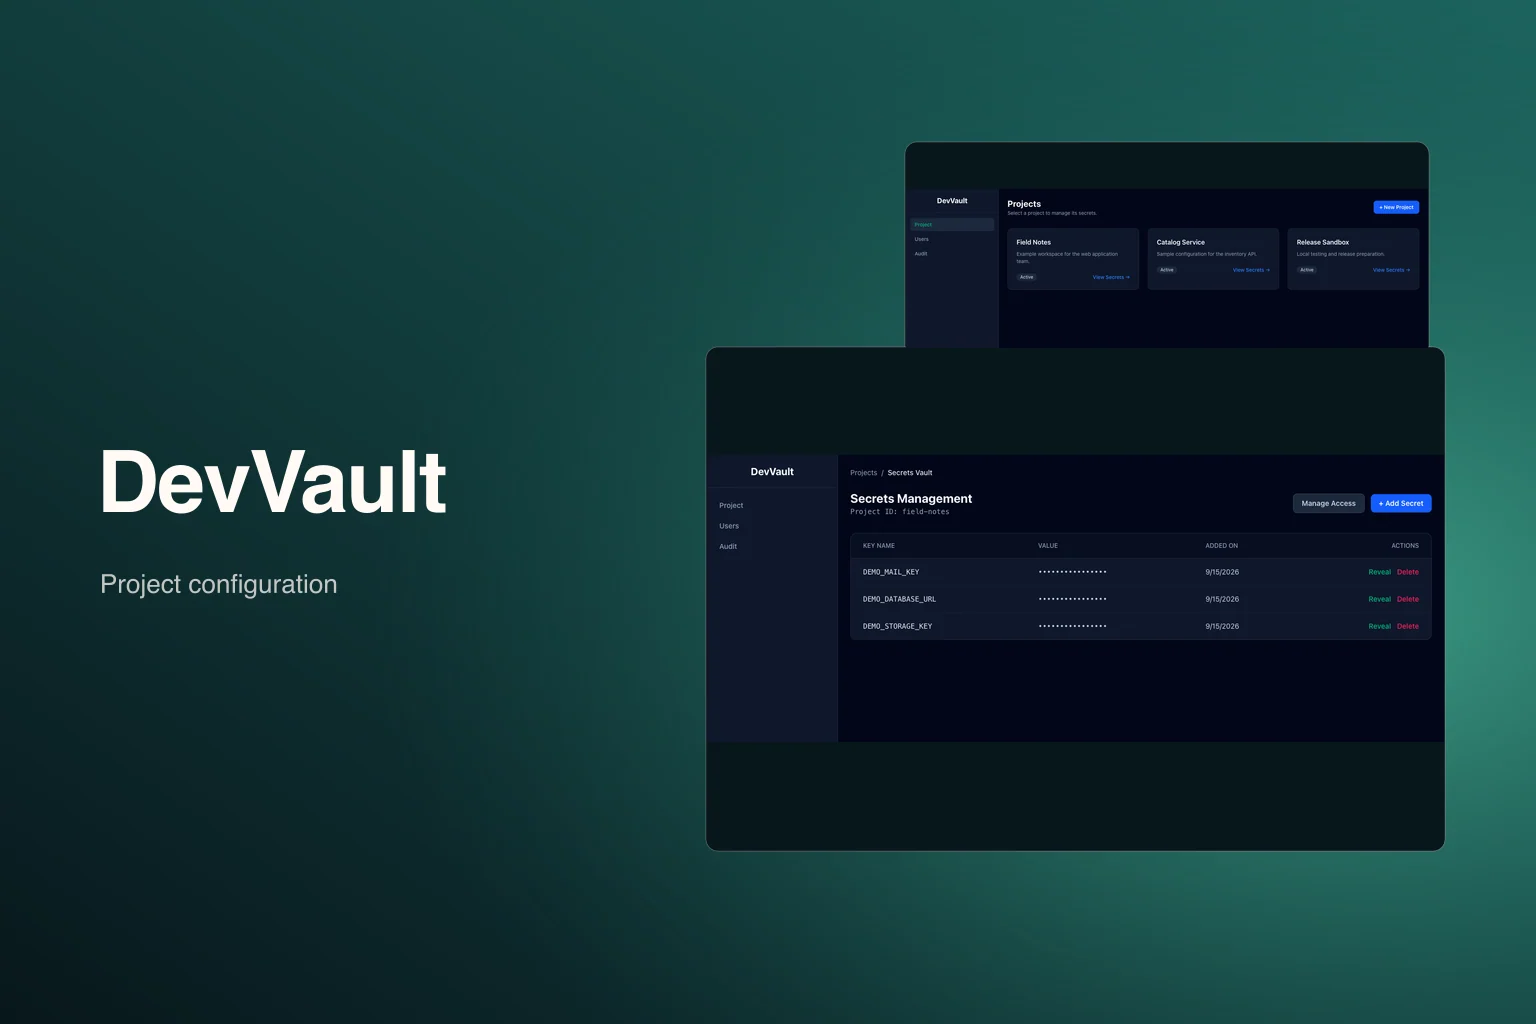 DevVault
Project configuration
DevVault
Project
Users
Audit
Projects
Select a project to manage its secrets.
+ New Project
Field Notes
Example workspace for the web application
team.
Active
View Secrets →
Catalog Service
Sample configuration for the inventory API.
Active
View Secrets →
Release Sandbox
Local testing and release preparation.
Active
View Secrets →
DevVault
Project
Users
Audit
Projects / Secrets Vault
Secrets Management
Project ID: field-notes
Manage Access
+ Add Secret
KEY NAME VALUE ADDED ON ACTIONS
DEMO_MAIL_KEY •••••••••••••••• 9/15/2026 Reveal Delete
DEMO_DATABASE_URL •••••••••••••••• 9/15/2026 Reveal Delete
DEMO_STORAGE_KEY •••••••••••••••• 9/15/2026 Reveal Delete